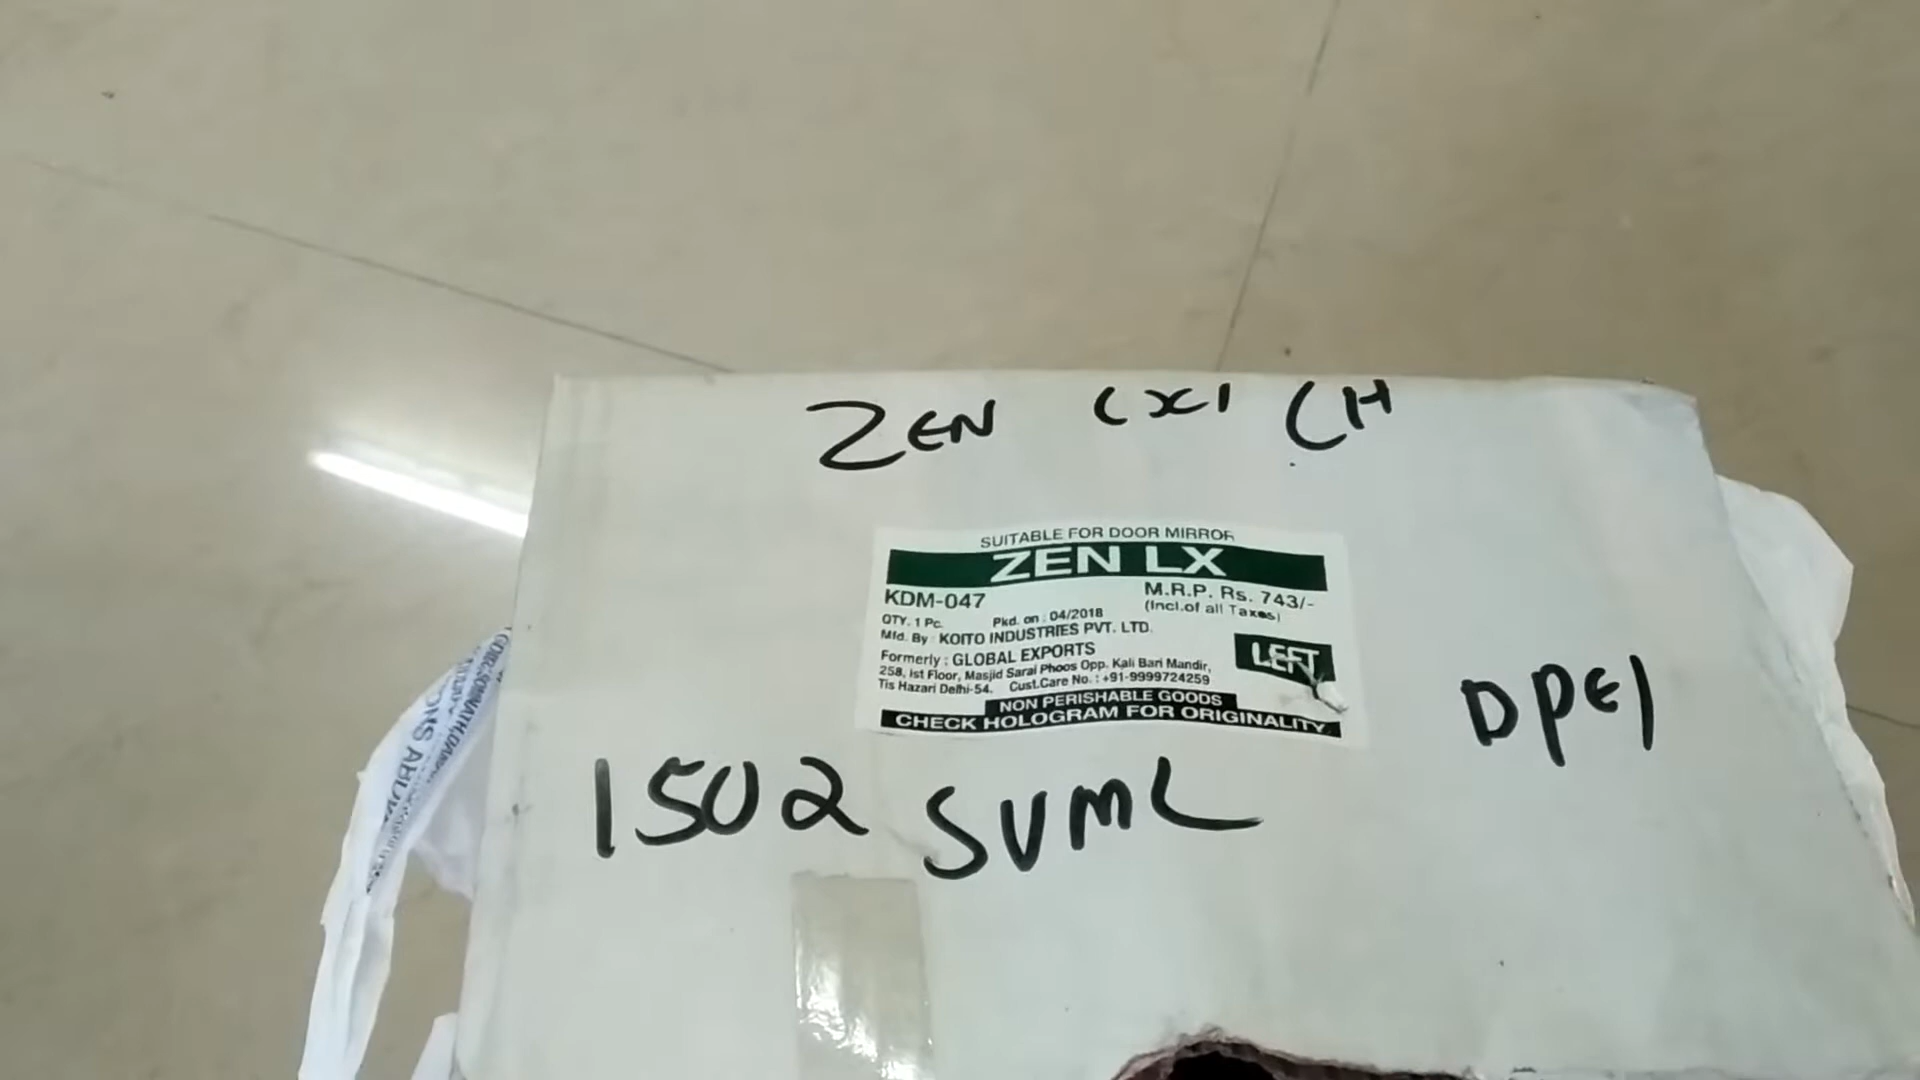 ZEN LXI LH
SUITABLE FOR DOOR MIRROR
ZEN LX
KDM-047
M.R.P. Rs. 743/-
(Incl.of all Taxes)
QTY. 1 Pc. Pkd. on : 04/2018
Mfd. By : KOITO INDUSTRIES PVT. LTD.
Formerly : GLOBAL EXPORTS
258, Ist Floor, Masjid Sarai Phoos Opp. Kali Bari Mandir,
Tis Hazari Delhi-54. Cust.Care No. : +91-9999724259
LEFT
NON PERISHABLE GOODS
CHECK HOLOGRAM FOR ORIGINALITY
DPE1
1502 SVML